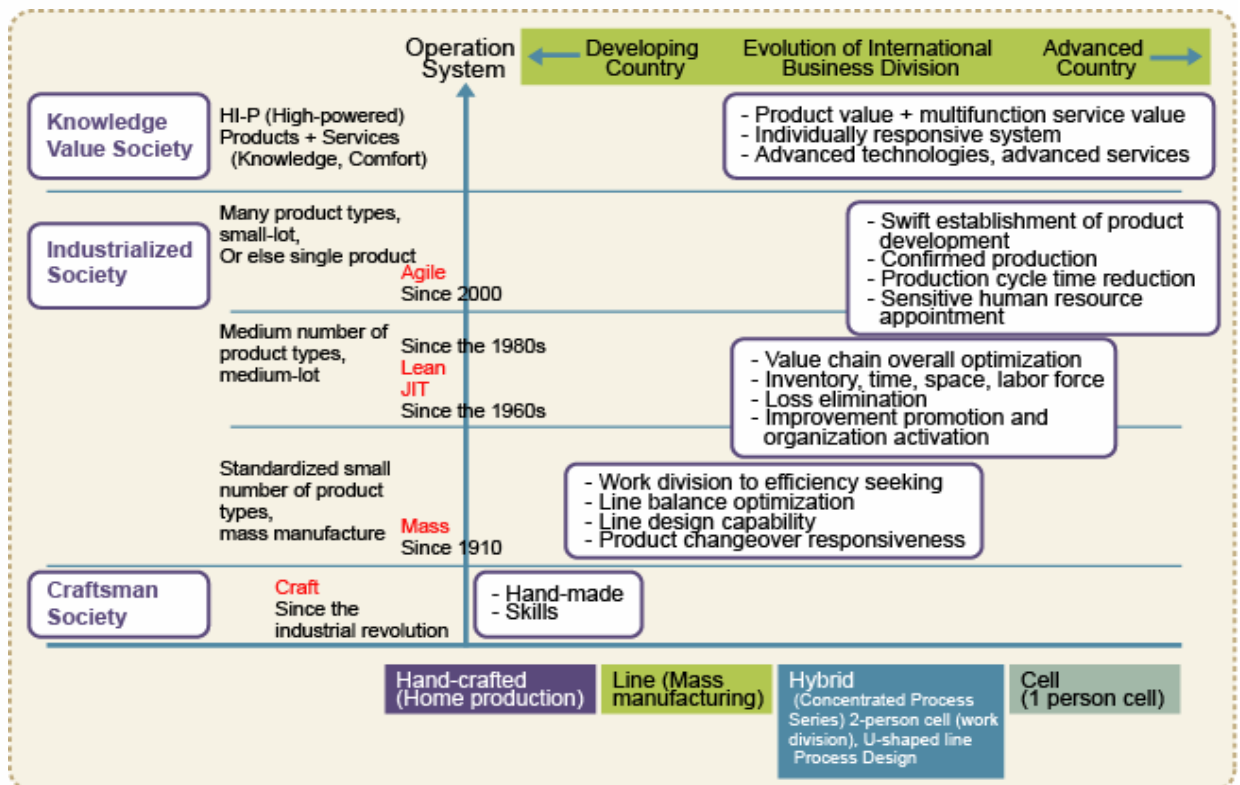 Operation
System
Developing
Country
Evolution of International
Business Division
Advanced
Country
Knowledge
Value Society
HI-P (High-powered)
Products + Services
(Knowledge, Comfort)
- Product value + multifunction service value
- Individually responsive system
- Advanced technologies, advanced services
Industrialized
Society
Many product types,
small-lot,
Or else single product
Agile
Since 2000
- Swift establishment of product
development
- Confirmed production
- Production cycle time reduction
- Sensitive human resource
appointment
Medium number of
product types,
medium-lot
Since the 1980s
Lean
JIT
Since the 1960s
- Value chain overall optimization
- Inventory, time, space, labor force
- Loss elimination
- Improvement promotion and
organization activation
Standardized small
number of product
types,
mass manufacture
Mass
Since 1910
- Work division to efficiency seeking
- Line balance optimization
- Line design capability
- Product changeover responsiveness
Craftsman
Society
Craft
Since the
industrial revolution
- Hand-made
- Skills
Hand-crafted
(Home production)
Line (Mass
manufacturing)
Hybrid
(Concentrated Process
Series) 2-person cell (work
division), U-shaped line
Process Design
Cell
(1 person cell)